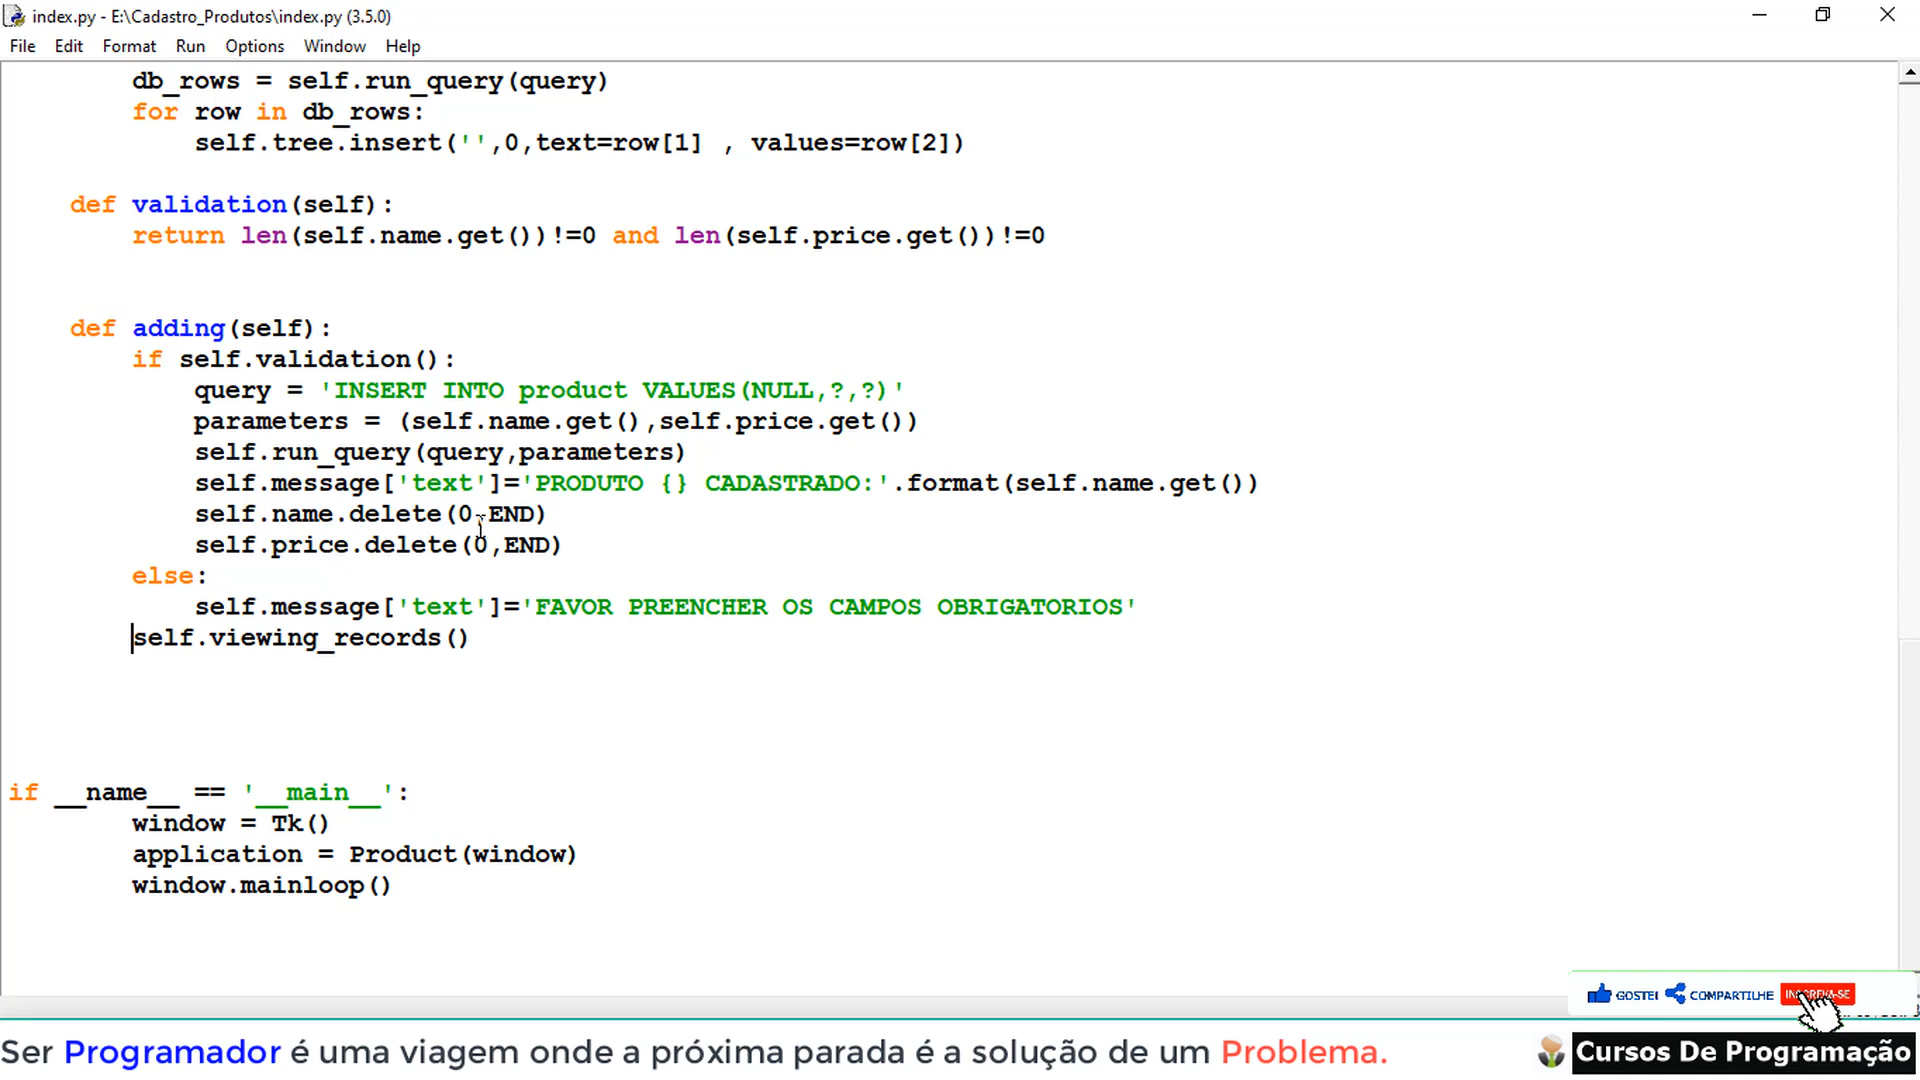 index.py - E:\Cadastro_Produtos\index.py (3.5.0)
File Edit Format Run Options Window Help
db_rows = self.run_query(query)
for row in db_rows:
self.tree.insert('',0,text=row[1] , values=row[2])
def validation(self):
return len(self.name.get())!=0 and len(self.price.get())!=0
def adding(self):
if self.validation():
query = 'INSERT INTO product VALUES(NULL,?,?)'
parameters = (self.name.get(),self.price.get())
self.run_query(query,parameters)
self.message['text']='PRODUTO {} CADASTRADO:'.format(self.name.get())
self.name.delete(0,END)
self.price.delete(0,END)
else:
self.message['text']='FAVOR PREENCHER OS CAMPOS OBRIGATORIOS'
self.viewing_records()
if __name__ == '__main__':
window = Tk()
application = Product(window)
window.mainloop()
GOSTEI COMPARTILHE INSCREVA-SE
Ser Programador é uma viagem onde a próxima parada é a solução de um Problema.
Cursos De Programação